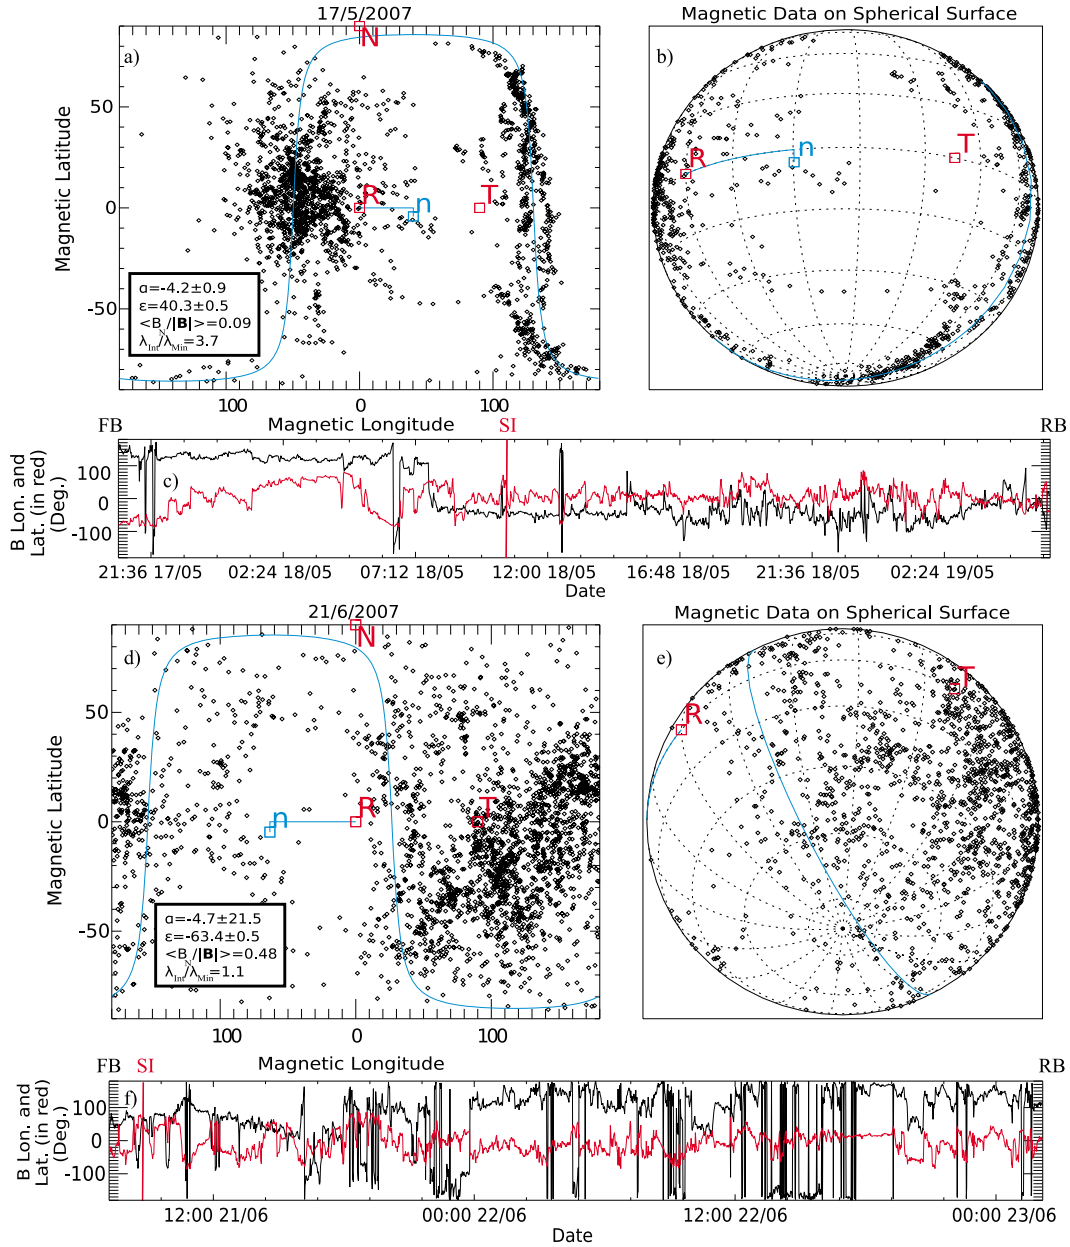 17/5/2007
Magnetic Data on Spherical Surface
a)
N
b)
50
0
-50
Magnetic Latitude
R
n
T
α=-4.2±0.9
ε=40.3±0.5
<B_N/|B|>=0.09
λ_Int/λ_Min=3.7
R
n
T
100
0
100
FB
Magnetic Longitude
SI
RB
c)
B Lon. and
Lat. (in red)
(Deg.)
100
0
-100
21:36 17/05
02:24 18/05
07:12 18/05
12:00 18/05
16:48 18/05
21:36 18/05
02:24 19/05
Date
21/6/2007
Magnetic Data on Spherical Surface
d)
N
e)
50
0
-50
Magnetic Latitude
n
R
T
α=-4.7±21.5
ε=-63.4±0.5
<B_N/|B|>=0.48
λ_Int/λ_Min=1.1
R
T
100
0
100
FB
SI
Magnetic Longitude
RB
f)
B Lon. and
Lat. (in red)
(Deg.)
100
0
-100
12:00 21/06
00:00 22/06
12:00 22/06
00:00 23/06
Date